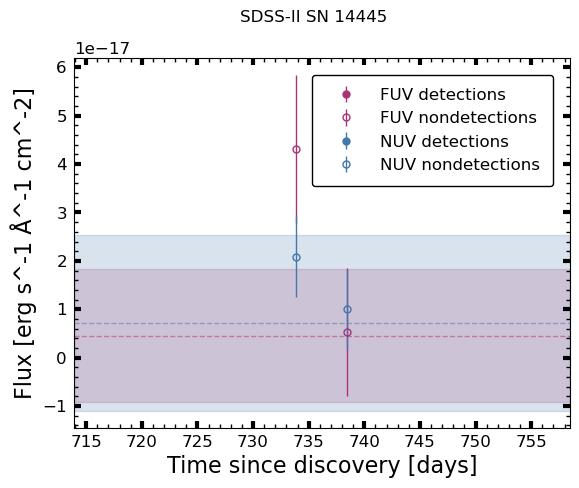 SDSS-II SN 14445
1e−17
6
5
4
3
2
1
0
−1
Flux [erg s^-1 Å^-1 cm^-2]
FUV detections
FUV nondetections
NUV detections
NUV nondetections
715 720 725 730 735 740 745 750 755
Time since discovery [days]